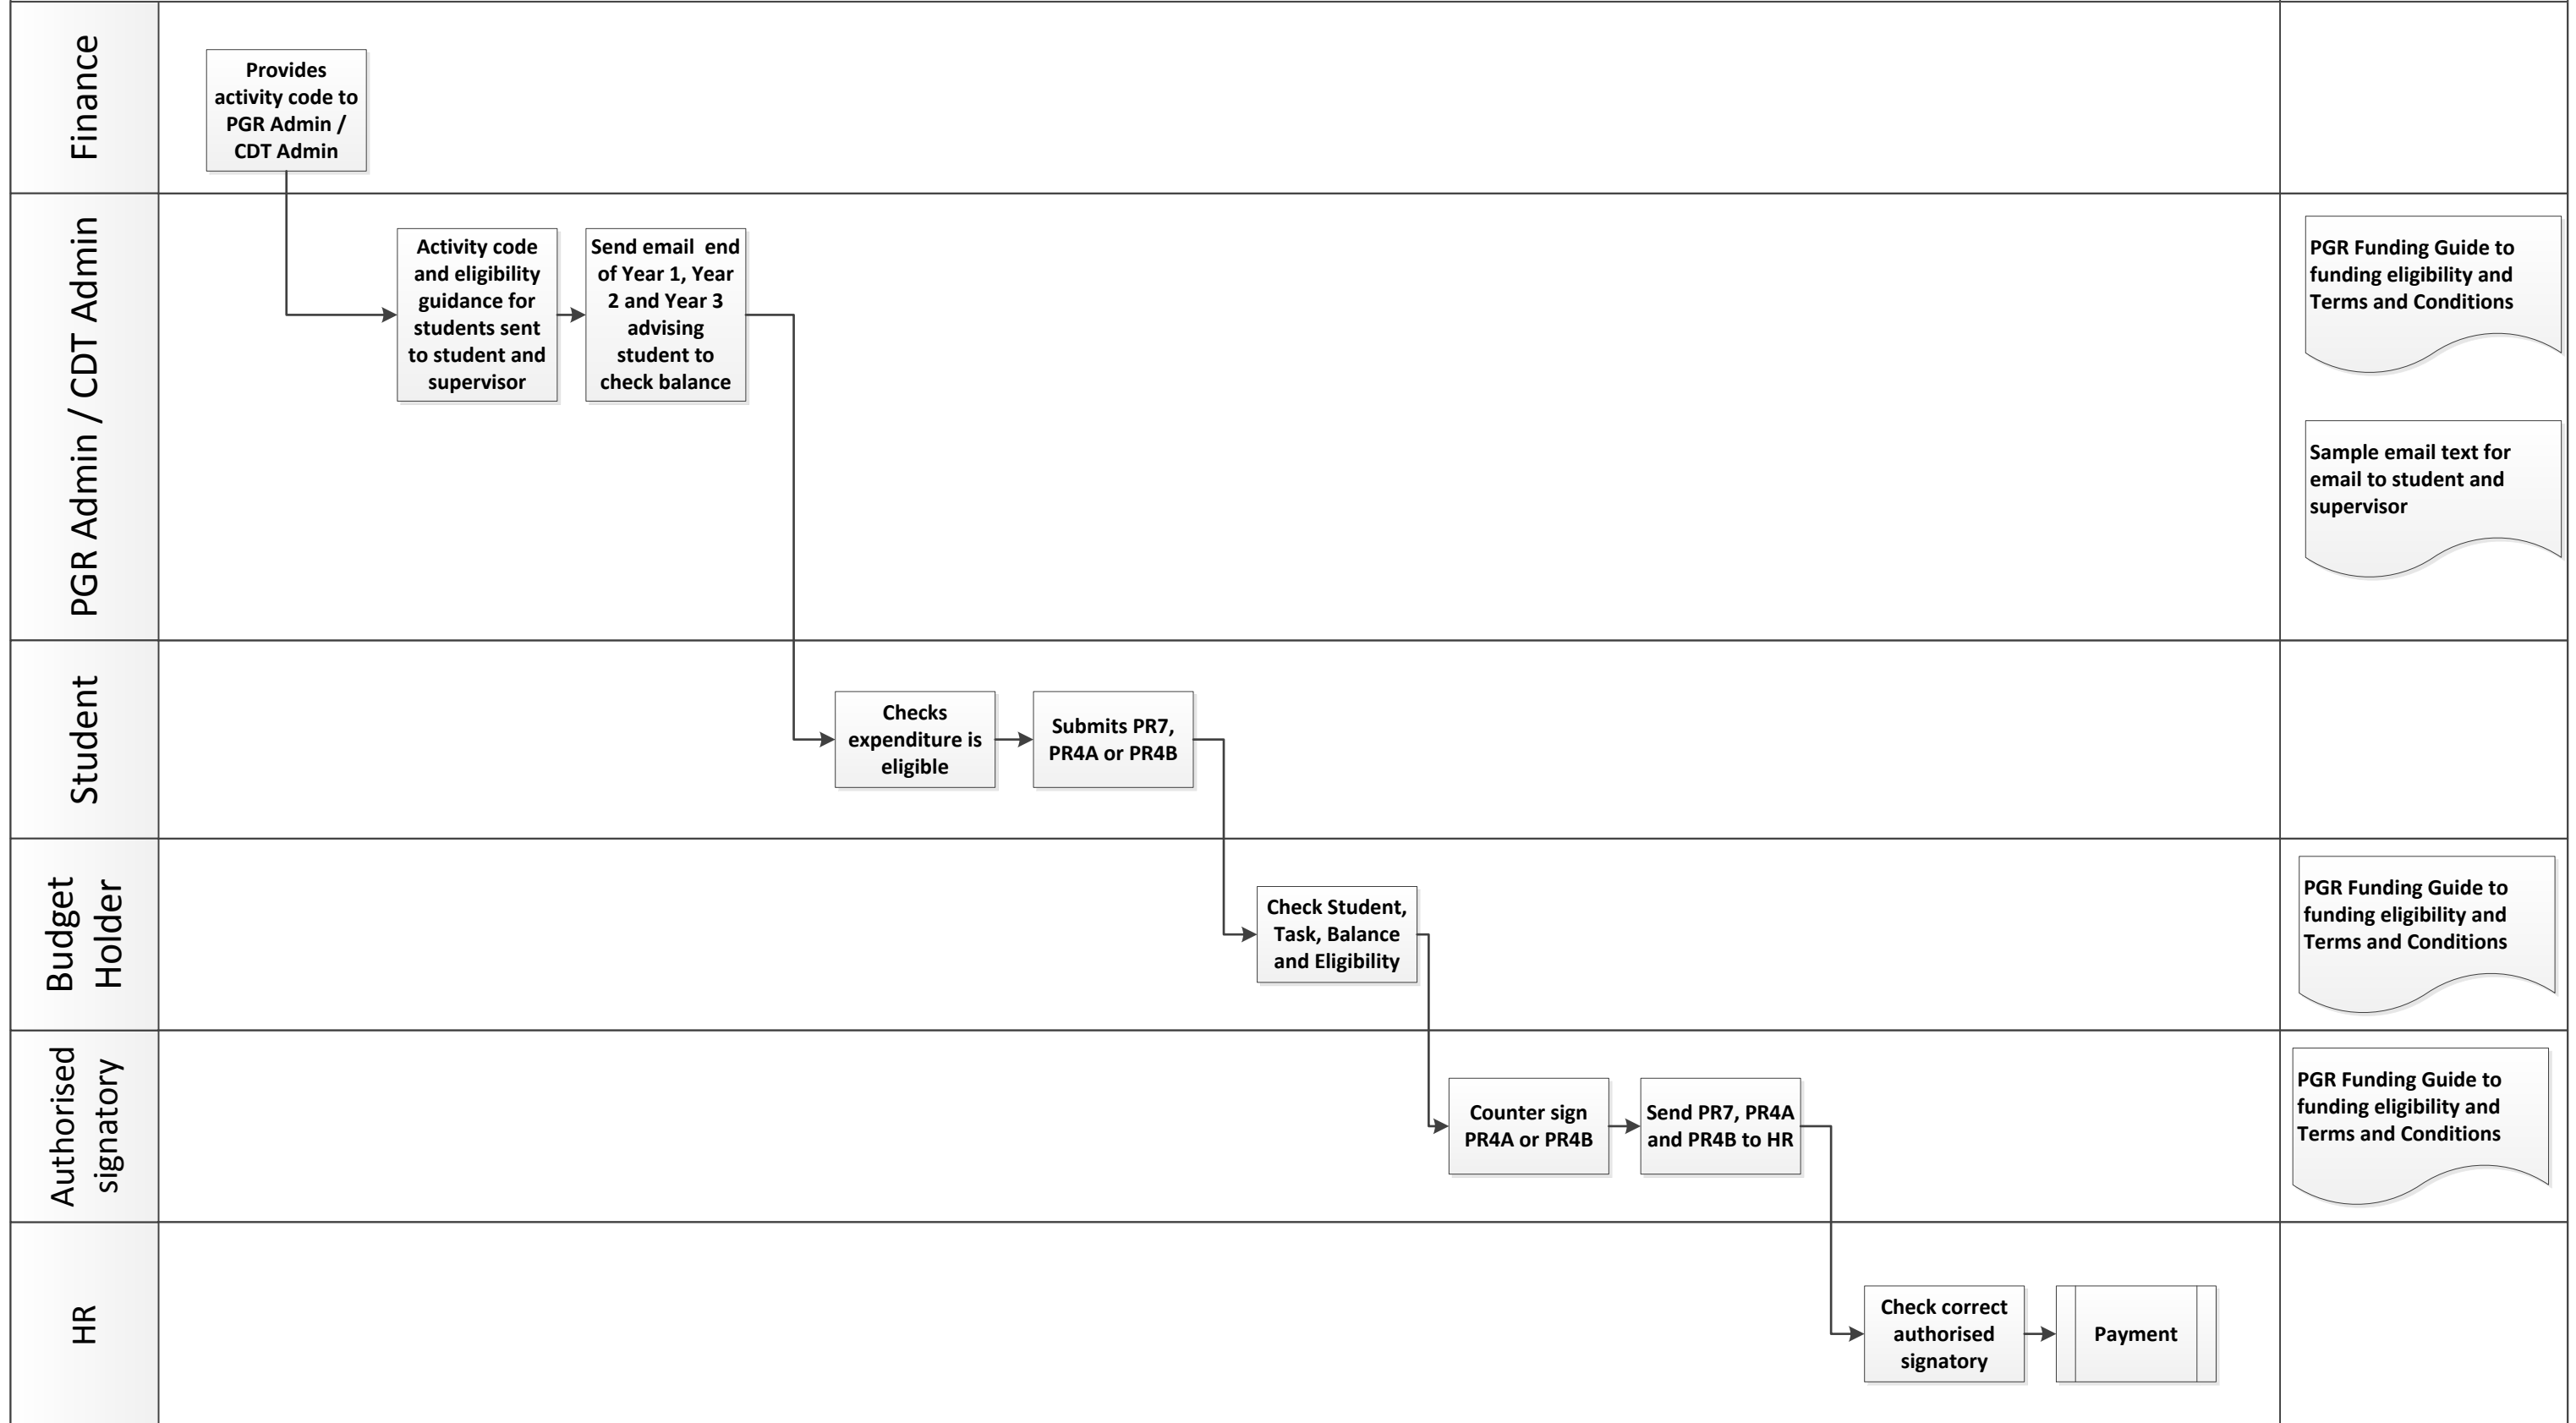 Finance
Provides
activity code to
PGR Admin /
CDT Admin
PGR Admin / CDT Admin
Activity code
and eligibility
guidance for
students sent
to student and
supervisor
Send email  end
of Year 1, Year
2 and Year 3
advising
student to
check balance
PGR Funding Guide to
funding eligibility and
Terms and Conditions
Sample email text for
email to student and
supervisor
Student
Checks
expenditure is
eligible
Submits PR7,
PR4A or PR4B
Budget
Holder
Check Student,
Task, Balance
and Eligibility
PGR Funding Guide to
funding eligibility and
Terms and Conditions
Authorised
signatory
Counter sign
PR4A or PR4B
Send PR7, PR4A
and PR4B to HR
PGR Funding Guide to
funding eligibility and
Terms and Conditions
HR
Check correct
authorised
signatory
Payment